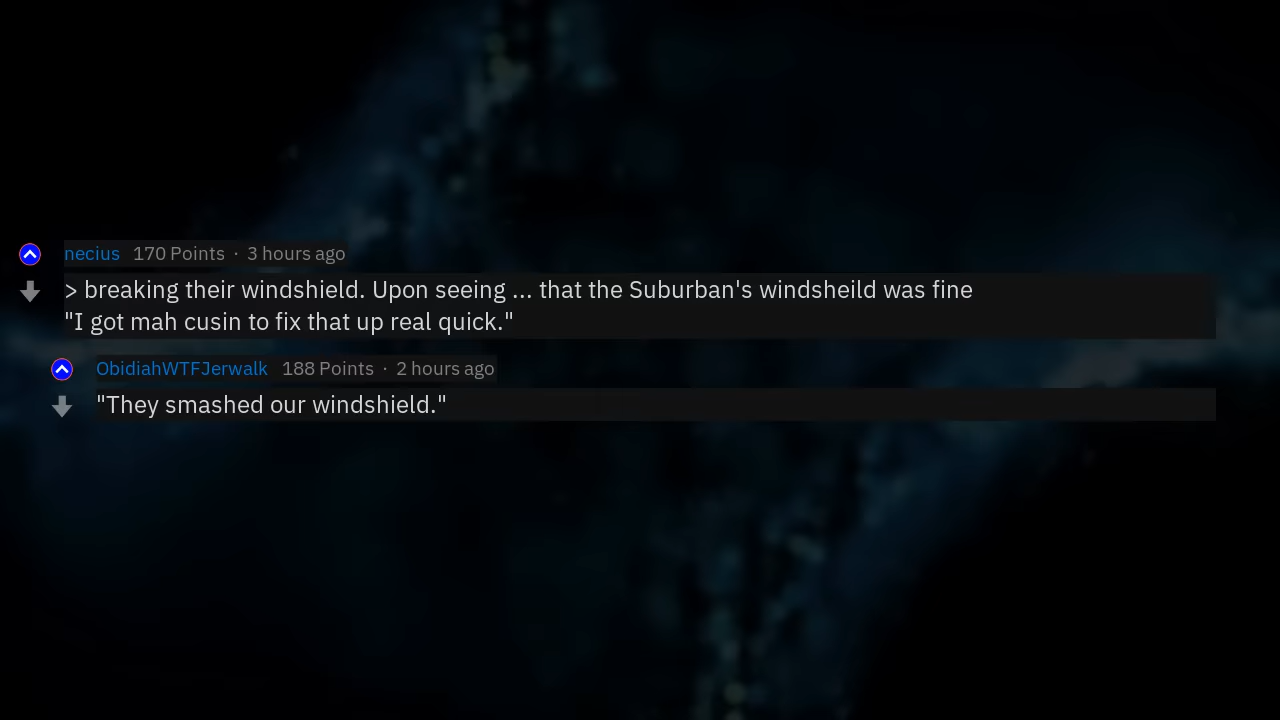 necius 170 Points · 3 hours ago
> breaking their windshield. Upon seeing ... that the Suburban's windsheild was fine
"I got mah cusin to fix that up real quick."
ObidiahWTFJerwalk 188 Points · 2 hours ago
"They smashed our windshield."